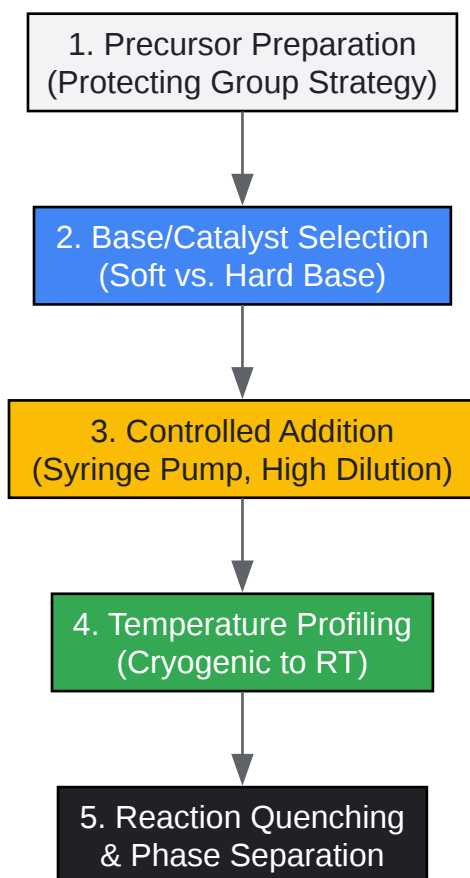 1. Precursor Preparation
(Protecting Group Strategy)
2. Base/Catalyst Selection
(Soft vs. Hard Base)
3. Controlled Addition
(Syringe Pump, High Dilution)
4. Temperature Profiling
(Cryogenic to RT)
5. Reaction Quenching
& Phase Separation